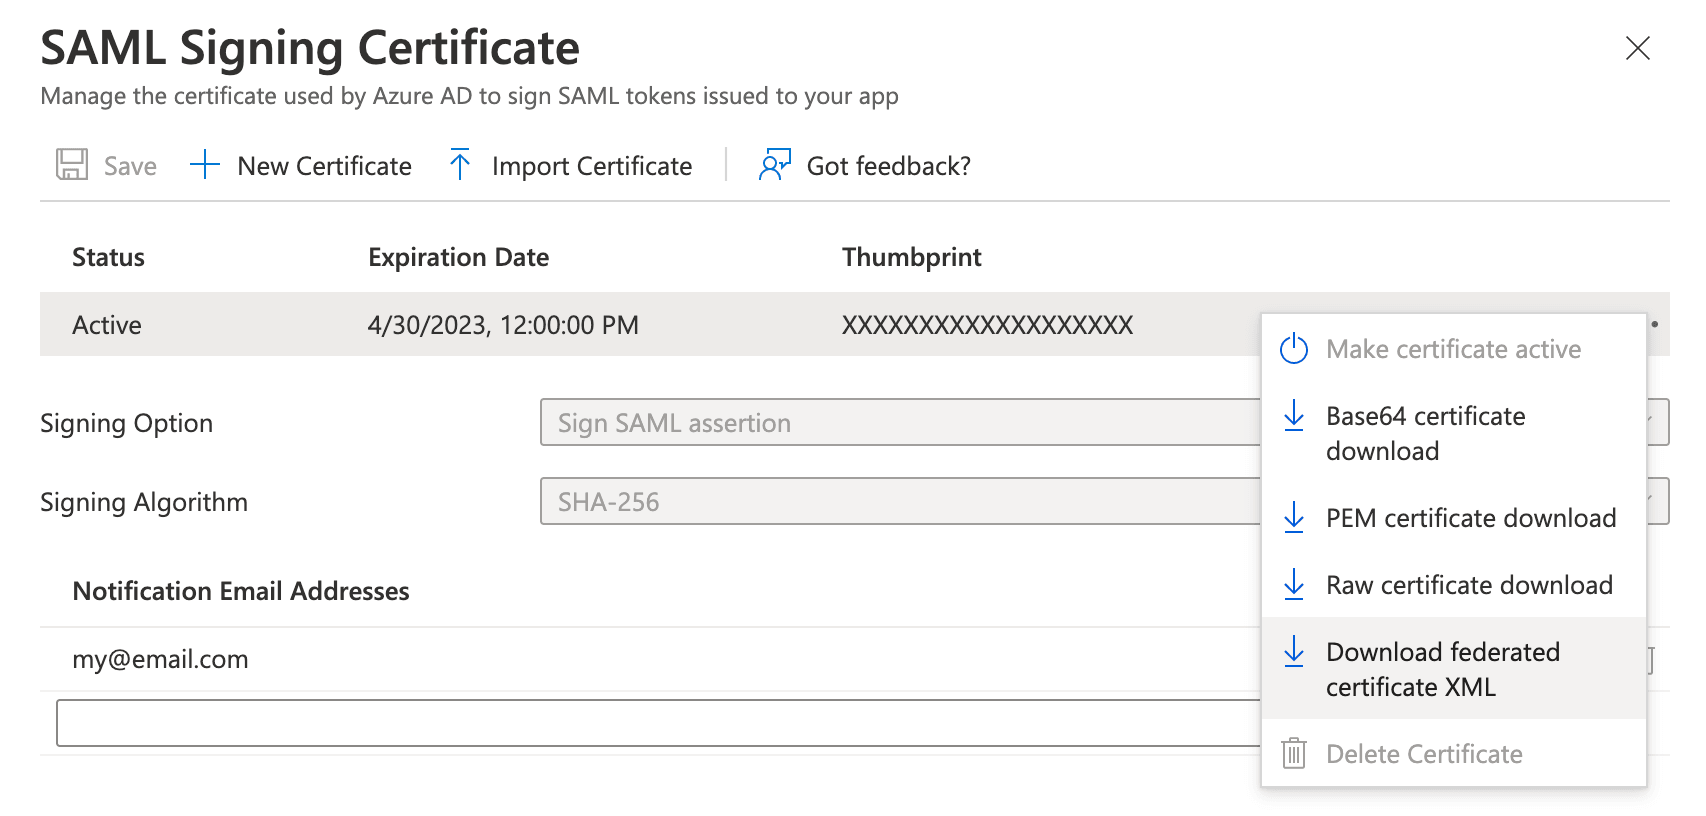 SAML Signing Certificate
Manage the certificate used by Azure AD to sign SAML tokens issued to your app
Save New Certificate Import Certificate Got feedback?
Status Expiration Date Thumbprint
Active 4/30/2023, 12:00:00 PM XXXXXXXXXXXXXXXXXXX
Make certificate active
Signing Option Sign SAML assertion
Base64 certificate
download
Signing Algorithm SHA-256
PEM certificate download
Raw certificate download
Notification Email Addresses
my@email.com
Download federated
certificate XML
Delete Certificate